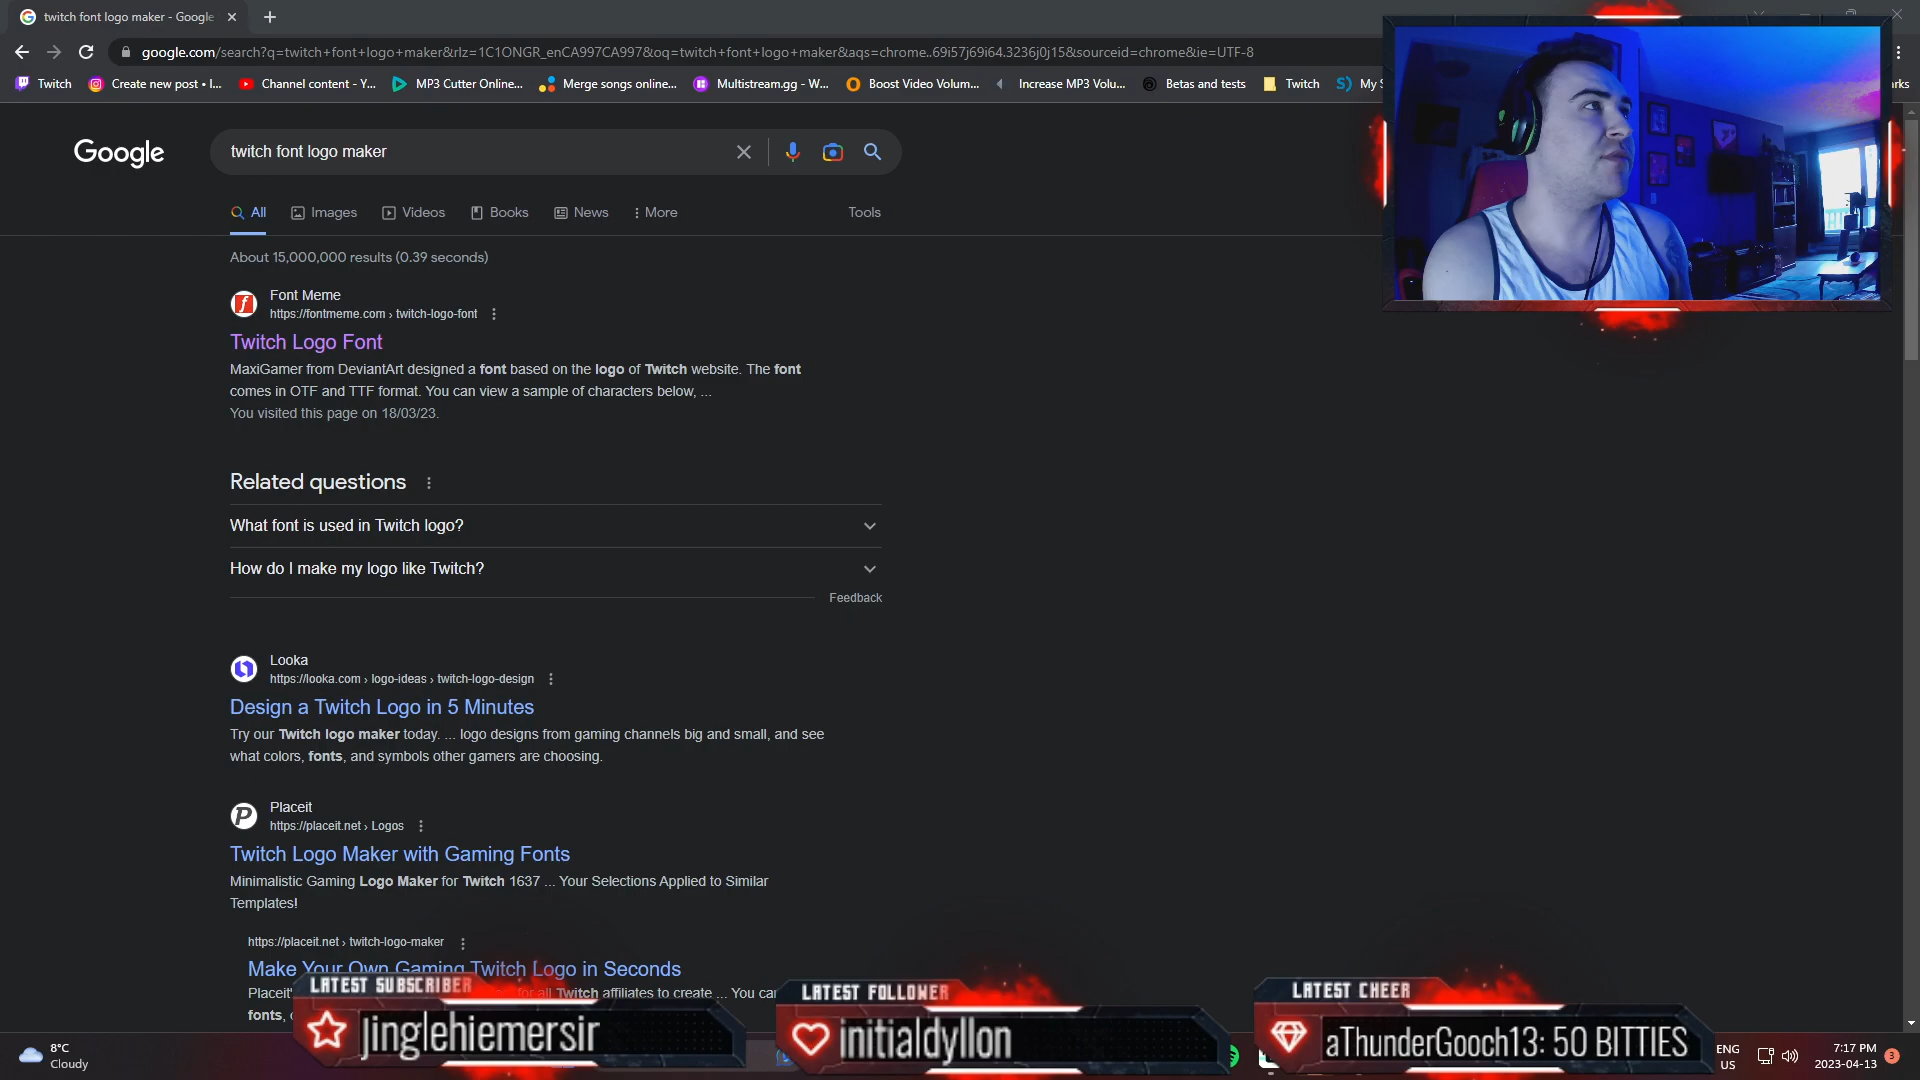 twitch font logo maker - Google
google.com/search?q=twitch+font+logo+maker&rlz=1C1ONGR_enCA997CA997&oq=twitch+font+logo+maker&aqs=chrome..69i57j69i64.3236j0j15&sourceid=chrome&ie=UTF-8
Twitch Create new post • I... Channel content - Y... MP3 Cutter Online... Merge songs online... Multistream.gg - W... Boost Video Volum... Increase MP3 Volu... Betas and tests Twitch My S
Google twitch font logo maker
All Images Videos Books News More Tools
About 15,000,000 results (0.39 seconds)
Font Meme
https://fontmeme.com › twitch-logo-font
Twitch Logo Font
MaxiGamer from DeviantArt designed a font based on the logo of Twitch website. The font
comes in OTF and TTF format. You can view a sample of characters below, ...
You visited this page on 18/03/23.
Related questions
What font is used in Twitch logo?
How do I make my logo like Twitch?
Feedback
Looka
https://looka.com › logo-ideas › twitch-logo-design
Design a Twitch Logo in 5 Minutes
Try our Twitch logo maker today. ... logo designs from gaming channels big and small, and see
what colors, fonts, and symbols other gamers are choosing.
Placeit
https://placeit.net › Logos
Twitch Logo Maker with Gaming Fonts
Minimalistic Gaming Logo Maker for Twitch 1637 ... Your Selections Applied to Similar
Templates!
https://placeit.net › twitch-logo-maker
Make Your Own Gaming Twitch Logo in Seconds
Placeit' for all Twitch affiliates to create ... You can
fonts,
LATEST SUBSCRIBER
Jinglehiemersir
LATEST FOLLOWER
initialdyllon
LATEST CHEER
aThunderGooch13: 50 BITTIES
8°C
Cloudy
ENG
US
7:17 PM
2023-04-13
3